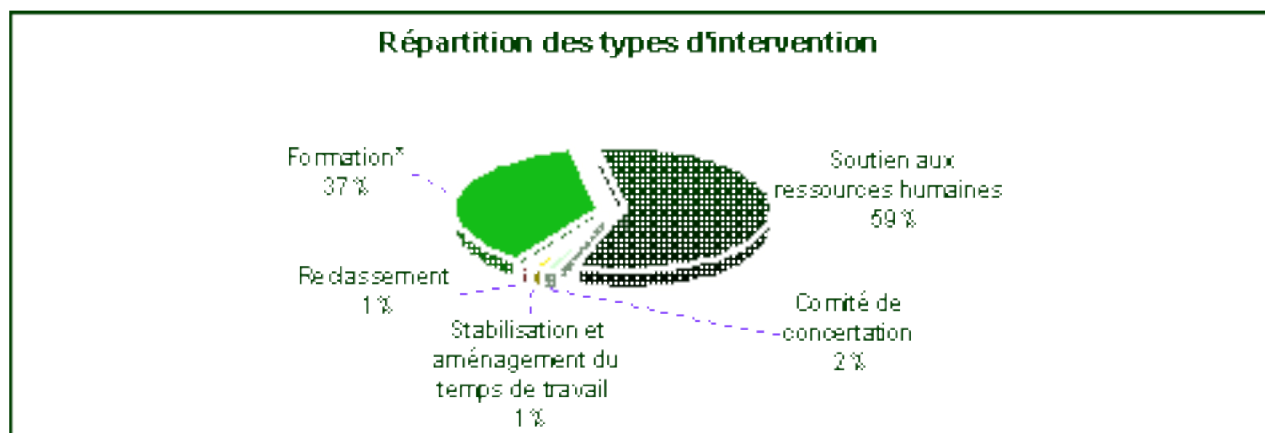 Répartition des types d'intervention
Formation*
37 %
Soutien aux
ressources humaines
59 %
Reclassement
1 %
Stabilisation et
aménagement du
temps de travail
1 %
Comité de
concertation
2 %